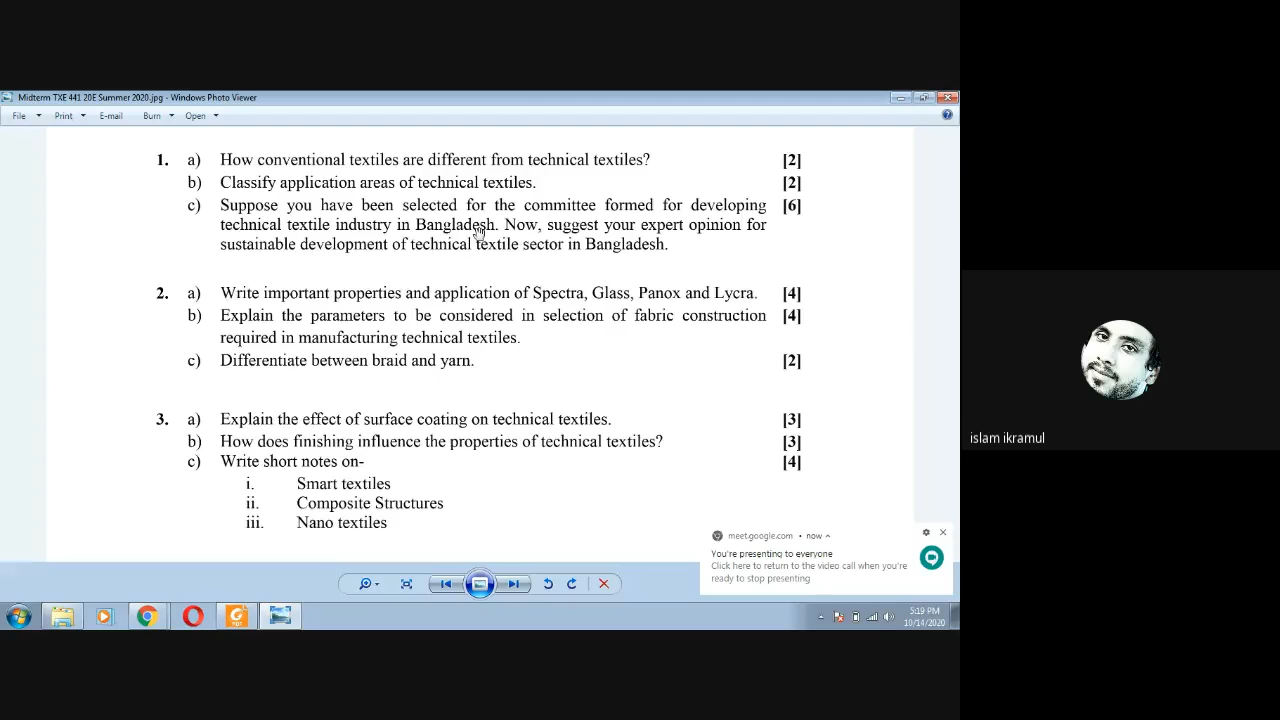 Midterm TXE 441 20E Summer 2020.jpg - Windows Photo Viewer
File Print E-mail Burn Open
1. a) How conventional textiles are different from technical textiles? [2]
b) Classify application areas of technical textiles. [2]
c) Suppose you have been selected for the committee formed for developing [6]
technical textile industry in Bangladesh. Now, suggest your expert opinion for
sustainable development of technical textile sector in Bangladesh.
2. a) Write important properties and application of Spectra, Glass, Panox and Lycra. [4]
b) Explain the parameters to be considered in selection of fabric construction [4]
required in manufacturing technical textiles.
c) Differentiate between braid and yarn. [2]
3. a) Explain the effect of surface coating on technical textiles. [3]
b) How does finishing influence the properties of technical textiles? [3]
c) Write short notes on- [4]
i. Smart textiles
ii. Composite Structures
iii. Nano textiles
meet.google.com • now
You're presenting to everyone
Click here to return to the video call when you're
ready to stop presenting
5:19 PM
10/14/2020
islam ikramul